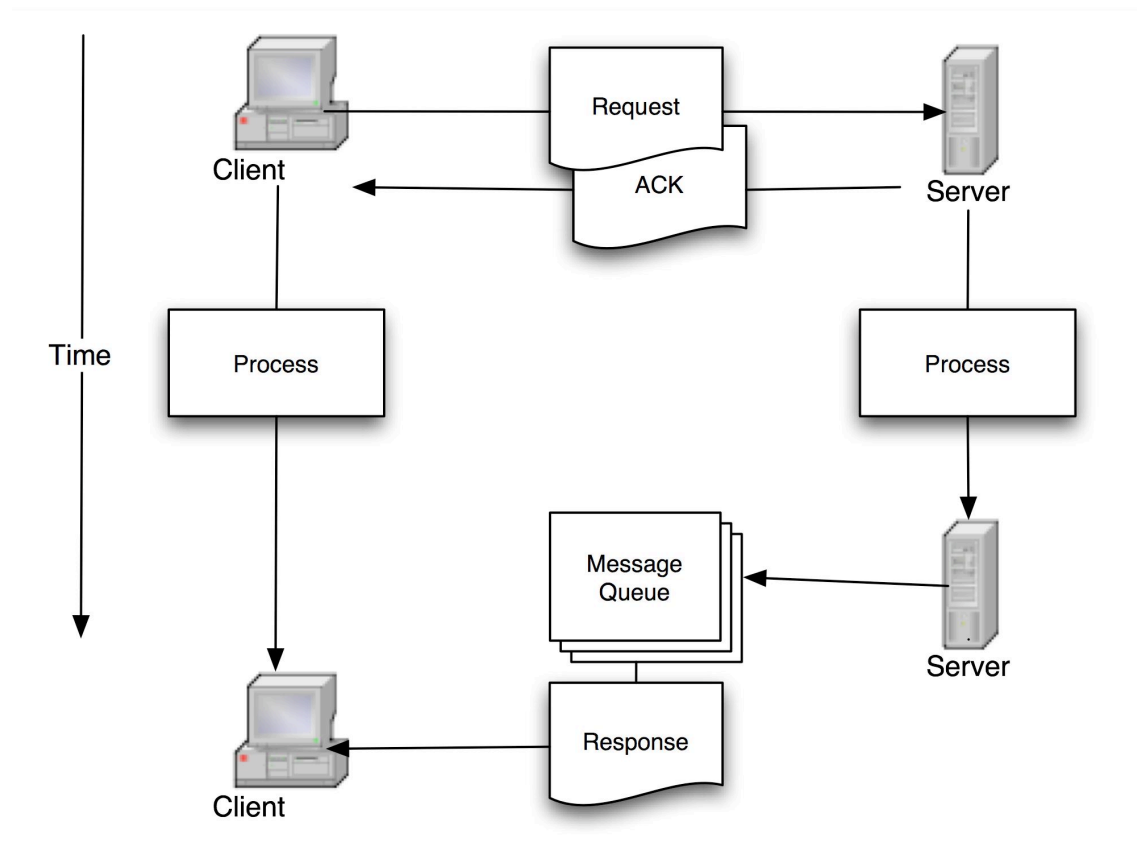 Request
Client
ACK
Server
Time
Process
Process
Message
Queue
Server
Response
Client